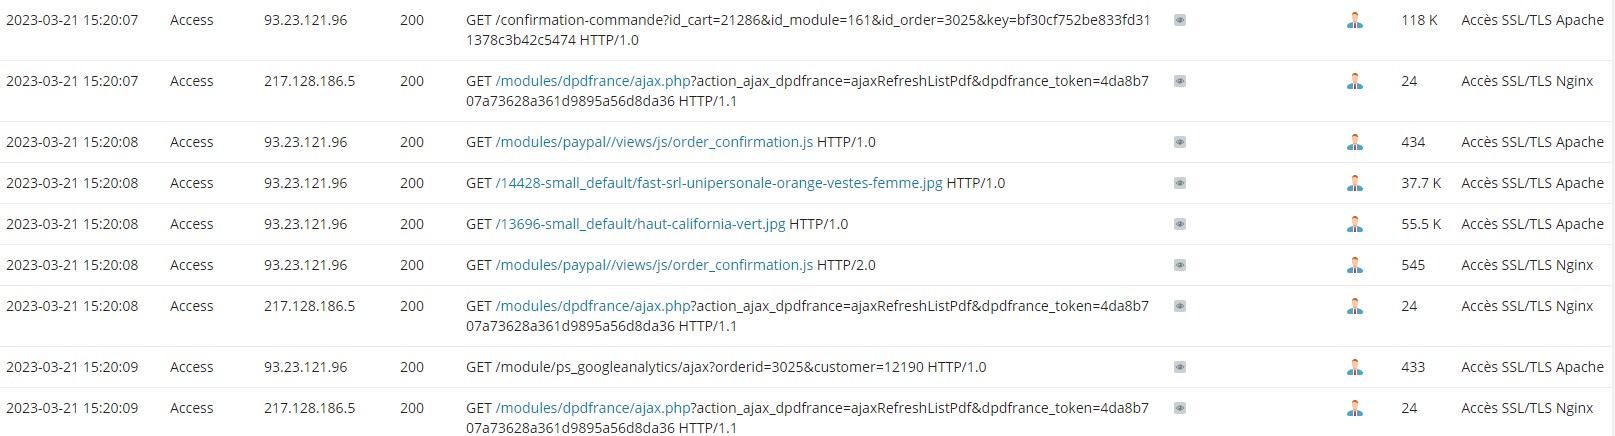 2023-03-21 15:20:07 Access 93.23.121.96 200 GET /confirmation-commande?id_cart=21286&id_module=161&id_order=3025&key=bf30cf752be833fd31 118 K Accès SSL/TLS Apache
1378c3b42c5474 HTTP/1.0
2023-03-21 15:20:07 Access 217.128.186.5 200 GET /modules/dpdfrance/ajax.php?action_ajax_dpdfrance=ajaxRefreshListPdf&dpdfrance_token=4da8b7 24 Accès SSL/TLS Nginx
07a73628a361d9895a56d8da36 HTTP/1.1
2023-03-21 15:20:08 Access 93.23.121.96 200 GET /modules/paypal//views/js/order_confirmation.js HTTP/1.0 434 Accès SSL/TLS Apache
2023-03-21 15:20:08 Access 93.23.121.96 200 GET /14428-small_default/fast-srl-unipersonale-orange-vestes-femme.jpg HTTP/1.0 37.7 K Accès SSL/TLS Apache
2023-03-21 15:20:08 Access 93.23.121.96 200 GET /13696-small_default/haut-california-vert.jpg HTTP/1.0 55.5 K Accès SSL/TLS Apache
2023-03-21 15:20:08 Access 93.23.121.96 200 GET /modules/paypal//views/js/order_confirmation.js HTTP/2.0 545 Accès SSL/TLS Nginx
2023-03-21 15:20:08 Access 217.128.186.5 200 GET /modules/dpdfrance/ajax.php?action_ajax_dpdfrance=ajaxRefreshListPdf&dpdfrance_token=4da8b7 24 Accès SSL/TLS Nginx
07a73628a361d9895a56d8da36 HTTP/1.1
2023-03-21 15:20:09 Access 93.23.121.96 200 GET /module/ps_googleanalytics/ajax?orderid=3025&customer=12190 HTTP/1.0 433 Accès SSL/TLS Apache
2023-03-21 15:20:09 Access 217.128.186.5 200 GET /modules/dpdfrance/ajax.php?action_ajax_dpdfrance=ajaxRefreshListPdf&dpdfrance_token=4da8b7 24 Accès SSL/TLS Nginx
07a73628a361d9895a56d8da36 HTTP/1.1